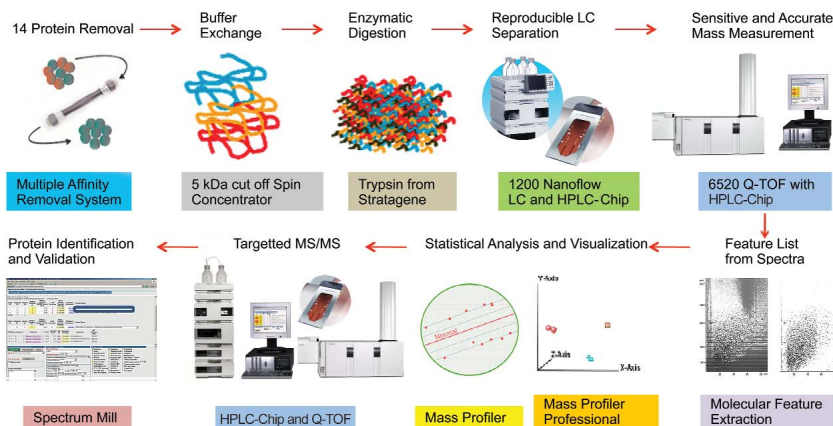 14 Protein Removal
Buffer
Exchange
Enzymatic
Digestion
Reproducible LC
Separation
Sensitive and Accurate
Mass Measurement
Multiple Affinity
Removal System
5 kDa cut off Spin
Concentrator
Trypsin from
Stratagene
1200 Nanoflow
LC and HPLC-Chip
6520 Q-TOF with
HPLC-Chip
Protein Identification
and Validation
Targetted MS/MS
Statistical Analysis and Visualization
Feature List
from Spectra
Normal
Y-Axis
Z-Axis
X-Axis
Spectrum Mill
HPLC-Chip and Q-TOF
Mass Profiler
Mass Profiler
Professional
Molecular Feature
Extraction